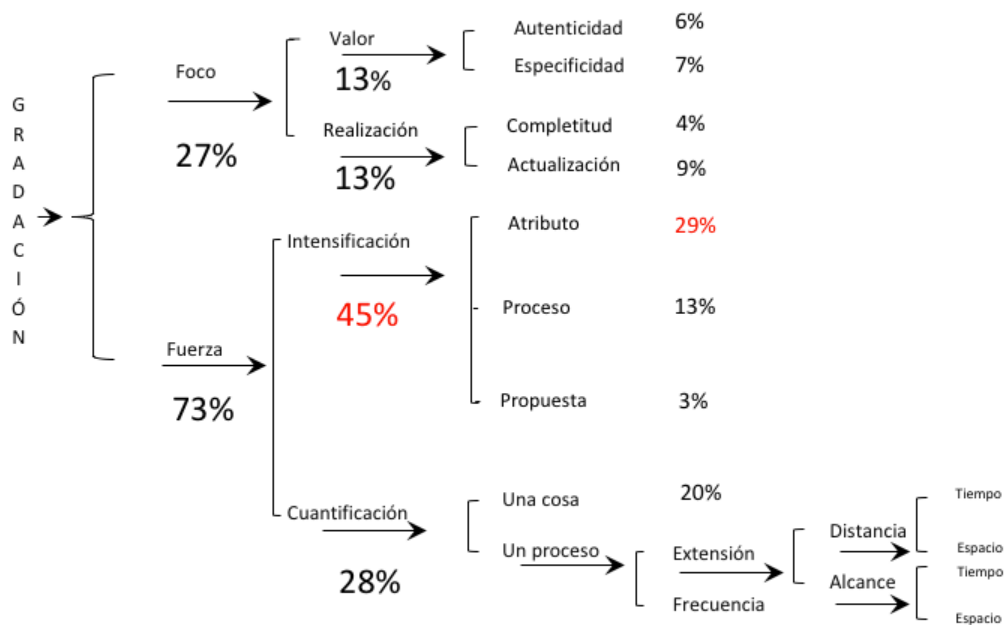 GRADACIÓN
Foco
27%
Valor
13%
Autenticidad 6%
Especificidad 7%
Realización
13%
Completitud 4%
Actualización 9%
Fuerza
73%
Intensificación
45%
Atributo 29%
Proceso 13%
Propuesta 3%
Cuantificación
28%
Una cosa 20%
Un proceso
Extensión
Distancia
Tiempo
Espacio
Alcance
Tiempo
Espacio
Frecuencia